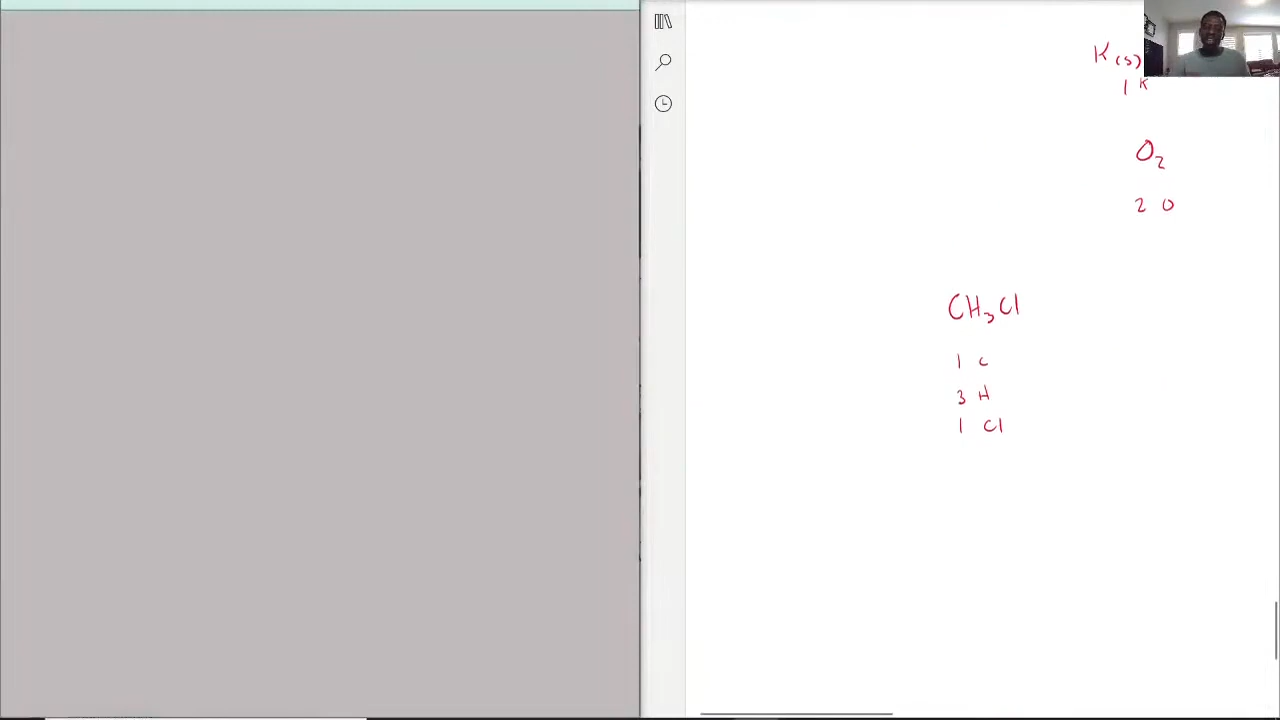 K(s)
1 K
O₂
2 O
CH₃Cl
1 C
3 H
1 Cl